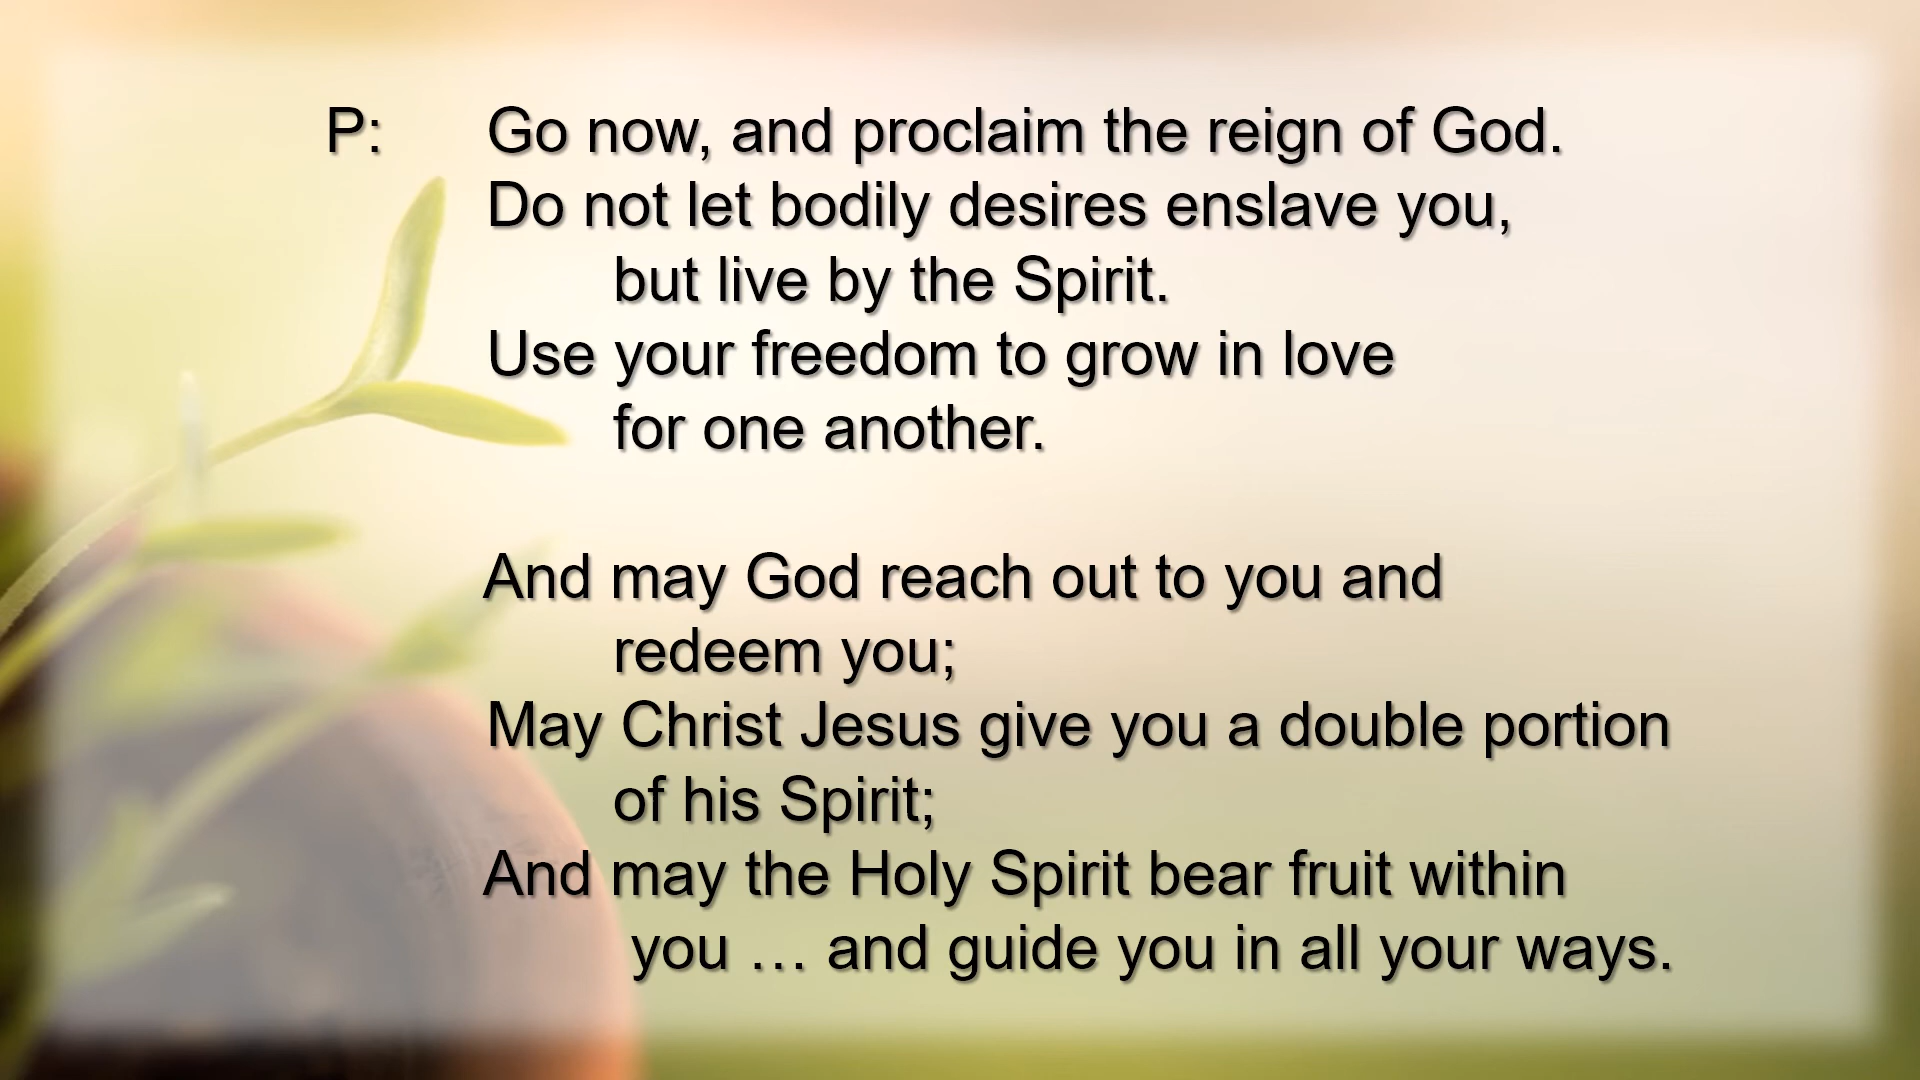 P: Go now, and proclaim the reign of God.
Do not let bodily desires enslave you,
but live by the Spirit.
Use your freedom to grow in love
for one another.
And may God reach out to you and
redeem you;
May Christ Jesus give you a double portion
of his Spirit;
And may the Holy Spirit bear fruit within
you … and guide you in all your ways.